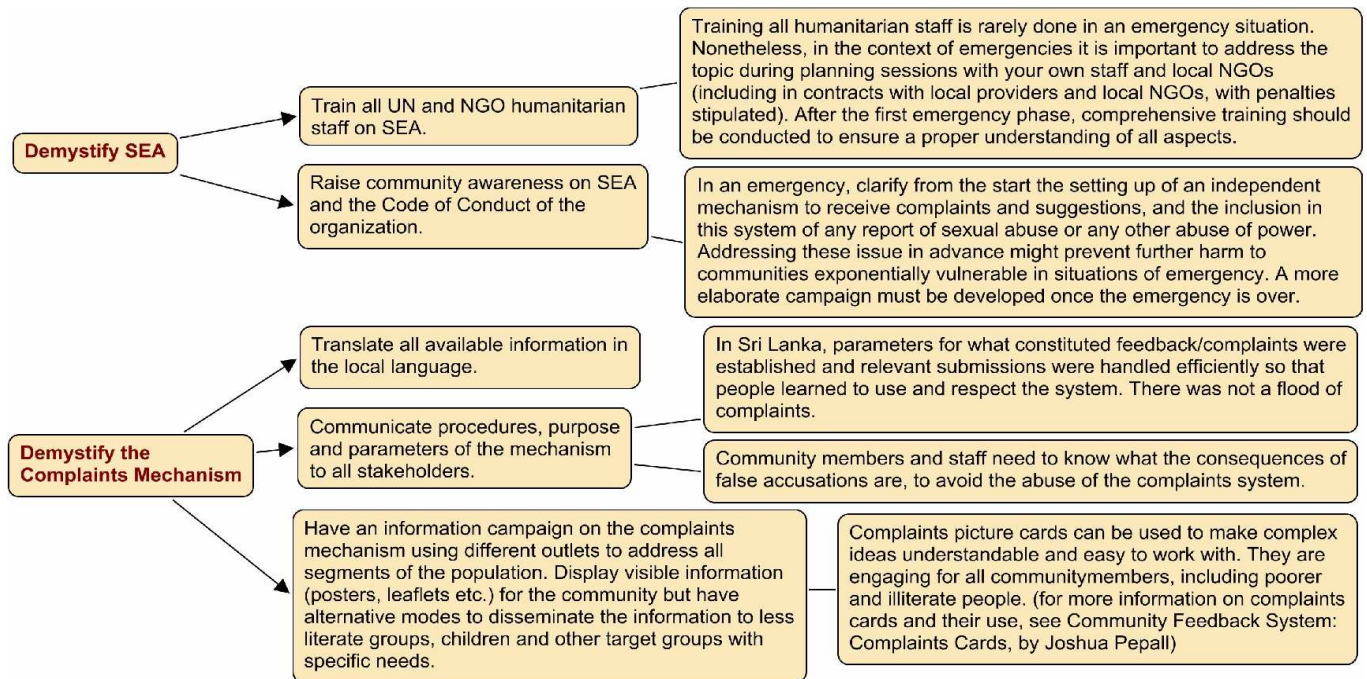 Demystify SEA
Train all UN and NGO humanitarian
staff on SEA.
Training all humanitarian staff is rarely done in an emergency situation.
Nonetheless, in the context of emergencies it is important to address the
topic during planning sessions with your own staff and local NGOs
(including in contracts with local providers and local NGOs, with penalties
stipulated). After the first emergency phase, comprehensive training should
be conducted to ensure a proper understanding of all aspects.
Raise community awareness on SEA
and the Code of Conduct of the
organization.
In an emergency, clarify from the start the setting up of an independent
mechanism to receive complaints and suggestions, and the inclusion in
this system of any report of sexual abuse or any other abuse of power.
Addressing these issue in advance might prevent further harm to
communities exponentially vulnerable in situations of emergency. A more
elaborate campaign must be developed once the emergency is over.
Demystify the
Complaints Mechanism
Translate all available information in
the local language.
Communicate procedures, purpose
and parameters of the mechanism
to all stakeholders.
In Sri Lanka, parameters for what constituted feedback/complaints were
established and relevant submissions were handled efficiently so that
people learned to use and respect the system. There was not a flood of
complaints.
Community members and staff need to know what the consequences of
false accusations are, to avoid the abuse of the complaints system.
Have an information campaign on the complaints
mechanism using different outlets to address all
segments of the population. Display visible information
(posters, leaflets etc.) for the community but have
alternative modes to disseminate the information to less
literate groups, children and other target groups with
specific needs.
Complaints picture cards can be used to make complex
ideas understandable and easy to work with. They are
engaging for all communitymembers, including poorer
and illiterate people. (for more information on complaints
cards and their use, see Community Feedback System:
Complaints Cards, by Joshua Pepall)